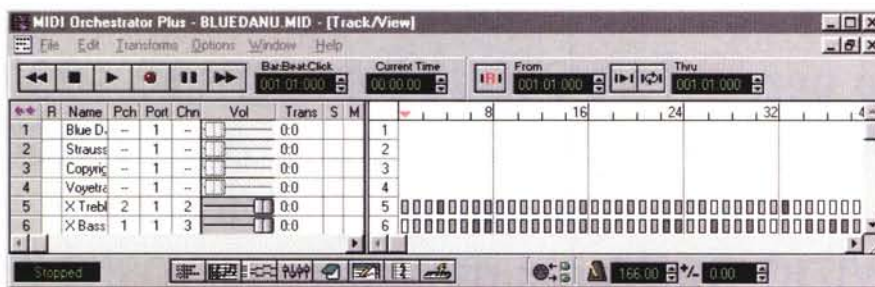 MIDI Orchestrator Plus - BLUEDANU.MID - [Track/View]
File Edit Transforms Options Window Help
Bar:Beat:Click Current Time From Thru
001:01:000 00:00:00 R 001:01:000 001:01:000
R Name Pch Port Chn Vol Trans S M 8 16 24 32 4
1 Blue D. -- 1 -- 0:0 1
2 Strauss -- 1 -- 0:0 2
3 Copyric -- 1 -- 0:0 3
4 Voyetra -- 1 -- 0:0 4
5 X Trebl 2 1 2 0:0 5
6 X Bass 1 1 3 0:0 6
Stopped 166.00 +/- 0.00